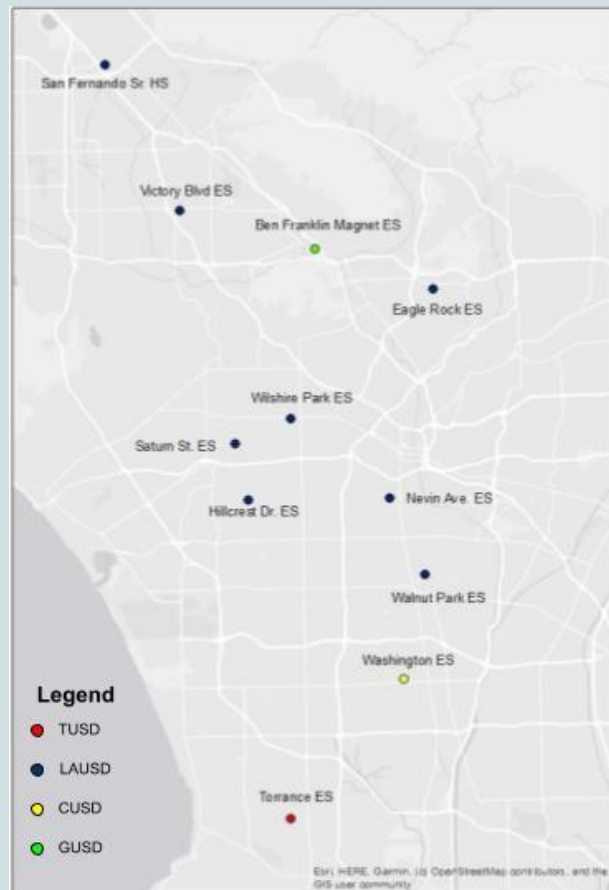 San Fernando Sr. HS
Victory Blvd ES
Ben Franklin Magnet ES
Eagle Rock ES
Wilshire Park ES
Saturn St. ES
Hillcrest Dr. ES
Nevin Ave. ES
Walnut Park ES
Washington ES
Legend
TUSD
LAUSD
CUSD
GUSD
Torrance ES
Esri, HERE, Garmin, (c) OpenStreetMap contributors, and the
GIS user community